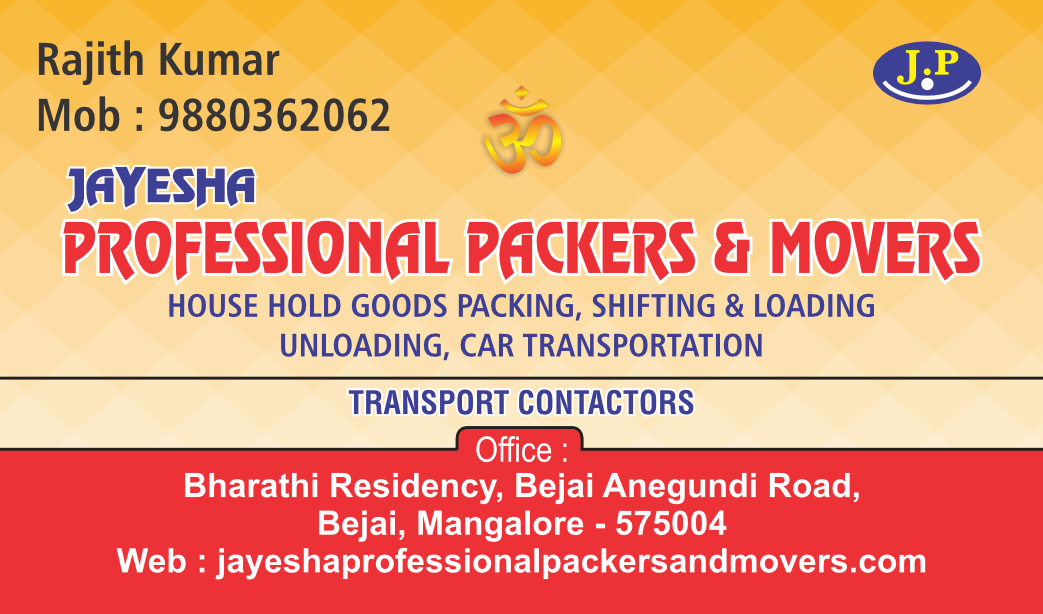 Rajith Kumar
Mob : 9880362062
J.P
ॐ
JAYESHA
PROFESSIONAL PACKERS & MOVERS
HOUSE HOLD GOODS PACKING, SHIFTING & LOADING
UNLOADING, CAR TRANSPORTATION
TRANSPORT CONTACTORS
Office :
Bharathi Residency, Bejai Anegundi Road,
Bejai, Mangalore - 575004
Web : jayeshaprofessionalpackersandmovers.com